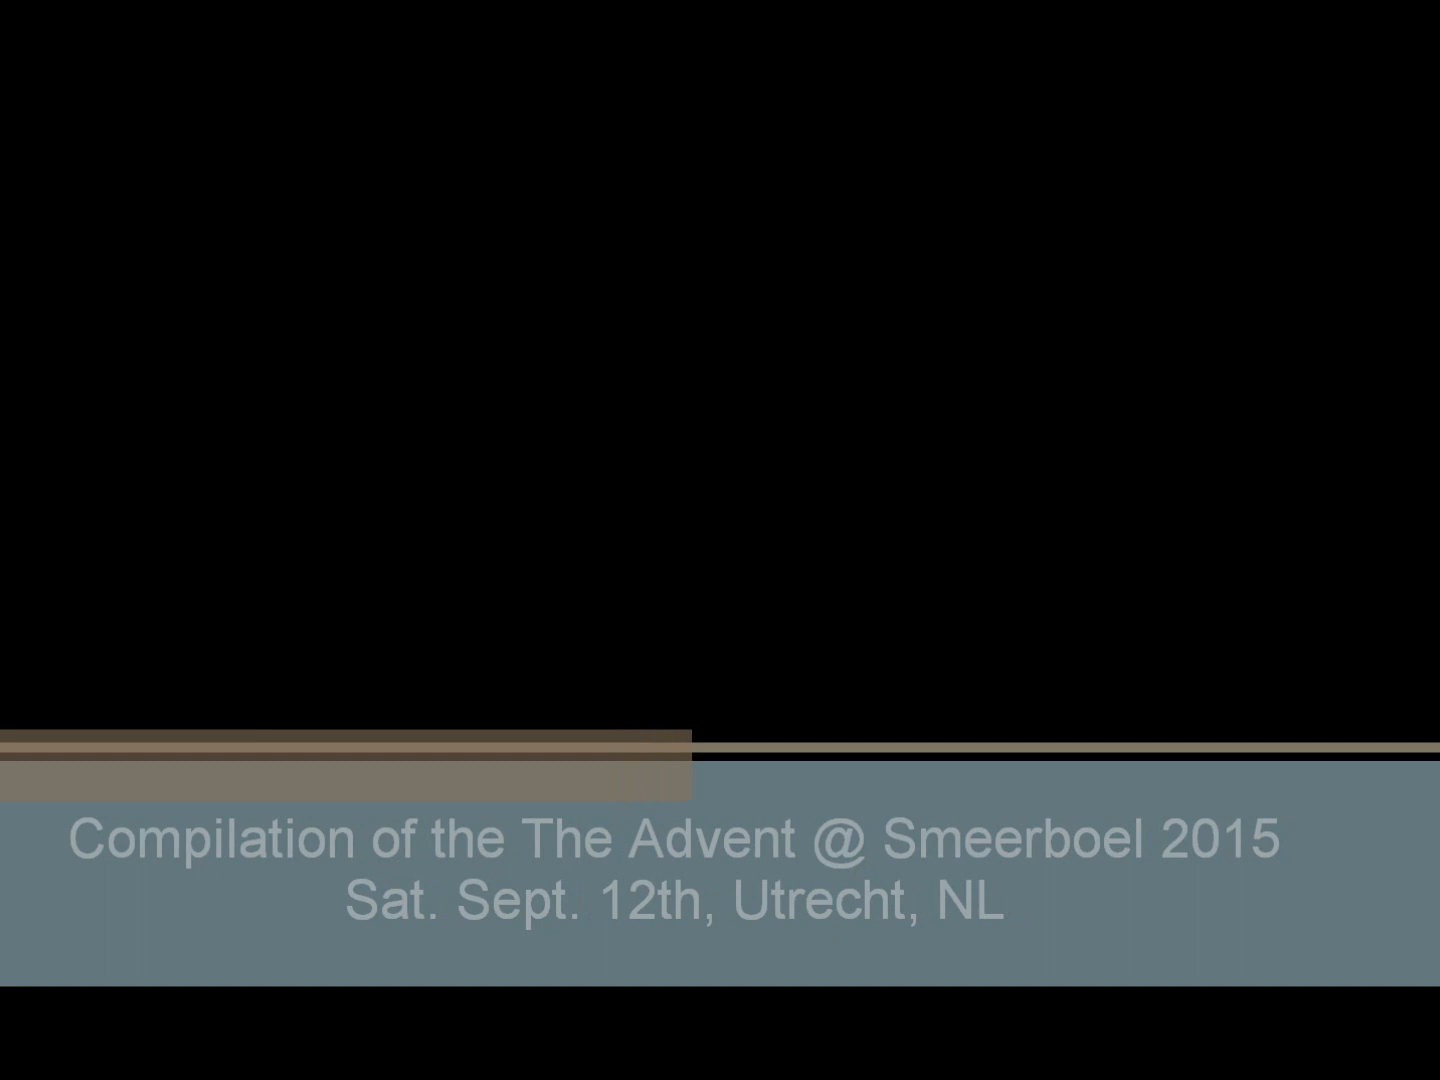 Compilation of the The Advent @ Smeerboel 2015
Sat. Sept. 12th, Utrecht, NL